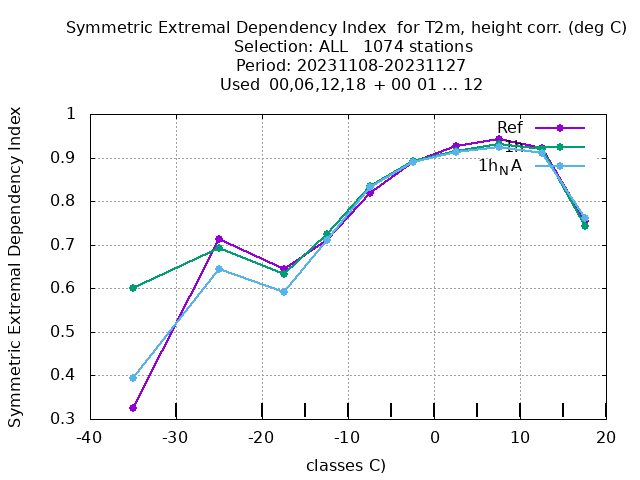 Symmetric Extremal Dependency Index  for T2m, height corr. (deg C)
Selection: ALL   1074 stations
Period: 20231108-20231127
Used  00,06,12,18  + 00 01 ... 12
Symmetric Extremal Dependency Index
1
0.9
0.8
0.7
0.6
0.5
0.4
0.3
Ref
1h_NA
-40
-30
-20
-10
0
10
20
classes C)